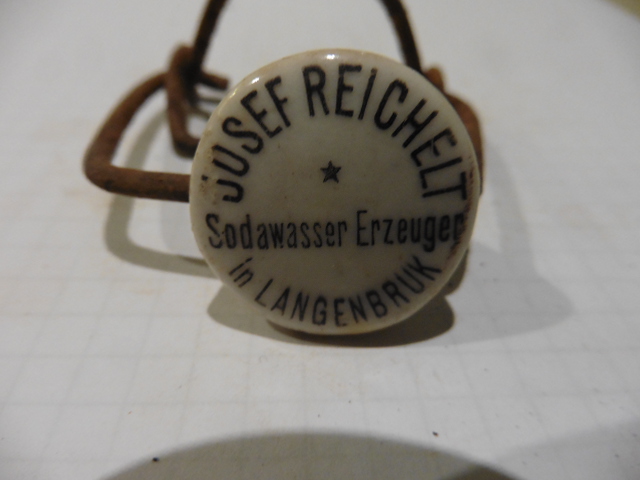 JOSEF REICHELT
Sodawasser Erzeuger
in LANGENBRUK